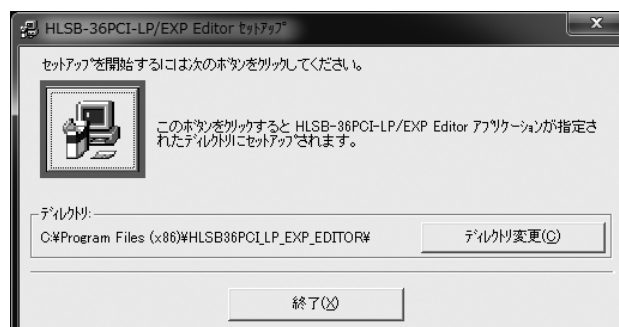 HLSB-36PCI-LP/EXP Editor ｾｯﾄｱｯﾌﾟ
x
ｾｯﾄｱｯﾌﾟを開始するには次のﾎﾞﾀﾝをｸﾘｯｸしてください。
このﾎﾞﾀﾝをｸﾘｯｸすると HLSB-36PCI-LP/EXP Editor ｱﾌﾟﾘｹｰｼｮﾝが指定さ
れたﾃﾞｨﾚｸﾄﾘにｾｯﾄｱｯﾌﾟされます。
ﾃﾞｨﾚｸﾄﾘ:
C:¥Program Files (x86)¥HLSB36PCI_LP_EXP_EDITOR¥
ﾃﾞｨﾚｸﾄﾘ変更(C)
終了(X)